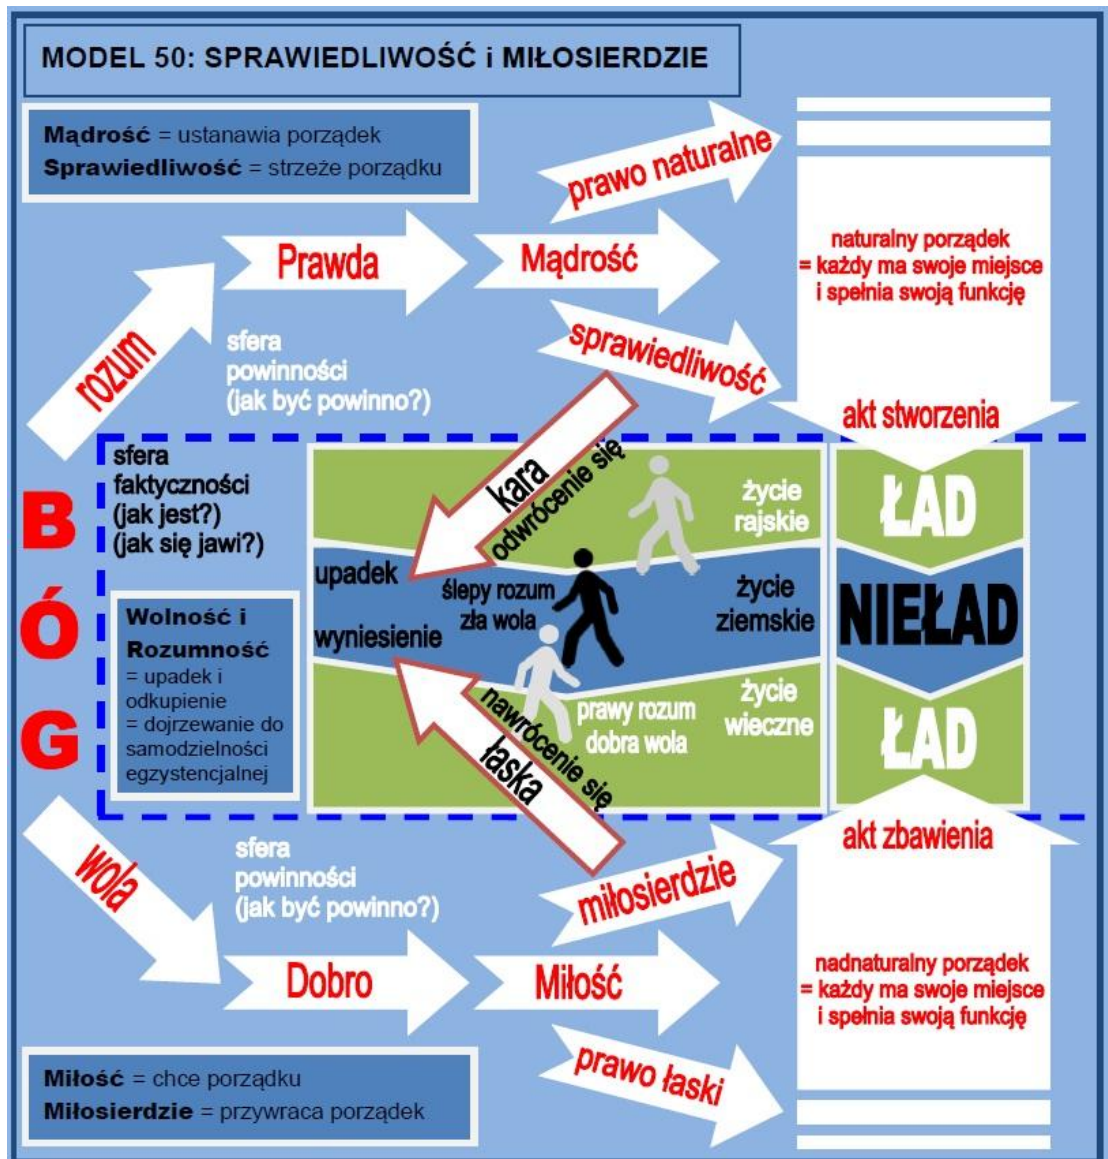 MODEL 50: SPRAWIEDLIWOŚĆ i MIŁOSIERDZIE
Mądrość = ustanawia porządek
Sprawiedliwość = strzeże porządku
rozum
Prawda
Mądrość
prawo naturalne
sprawiedliwość
naturalny porządek
= każdy ma swoje miejsce
i spełnia swoją funkcję
akt stworzenia
sfera
powinności
(jak być powinno?)
BÓG
sfera
faktyczności
(jak jest?)
(jak się jawi?)
Wolność i
Rozumność
= upadek i
odkupienie
= dojrzewanie do
samodzielności
egzystencjalnej
kara
odwrócenie się
życie
rajskie
upadek
wyniesienie
ślepy rozum
zła wola
życie
ziemskie
nawrócenie się
łaska
prawy rozum
dobra wola
życie
wieczne
ŁAD
NIEŁAD
ŁAD
wola
sfera
powinności
(jak być powinno?)
Dobro
Miłość
miłosierdzie
prawo łaski
akt zbawienia
nadnaturalny porządek
= każdy ma swoje miejsce
i spełnia swoją funkcję
Miłość = chce porządku
Miłosierdzie = przywraca porządek